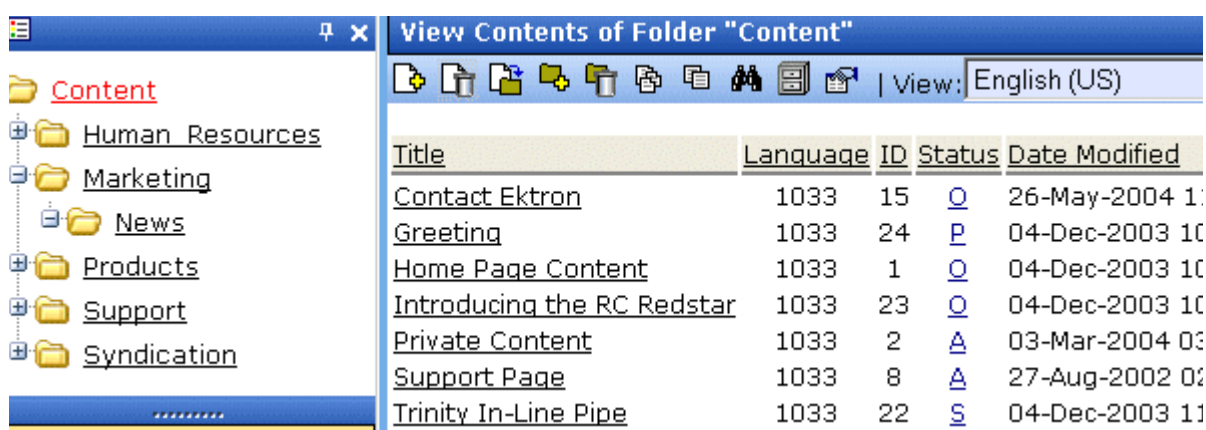 View Contents of Folder "Content"
| View: English (US)
Content
Human Resources
Marketing
News
Products
Support
Syndication
Title Language ID Status Date Modified
Contact Ektron 1033 15 O 26-May-2004 11
Greeting 1033 24 P 04-Dec-2003 10
Home Page Content 1033 1 O 04-Dec-2003 10
Introducing the RC Redstar 1033 23 O 04-Dec-2003 10
Private Content 1033 2 A 03-Mar-2004 03
Support Page 1033 8 A 27-Aug-2002 02
Trinity In-Line Pipe 1033 22 S 04-Dec-2003 11